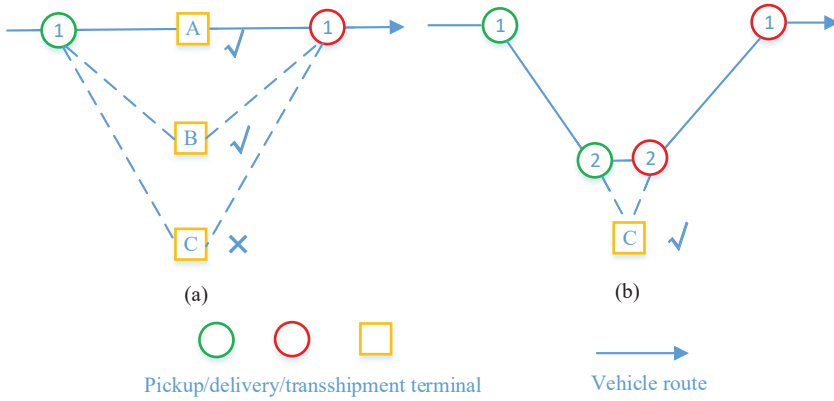 1 A 1
1
1
B
2 2
C
C
(a)
(b)
Pickup/delivery/transshipment terminal
Vehicle route